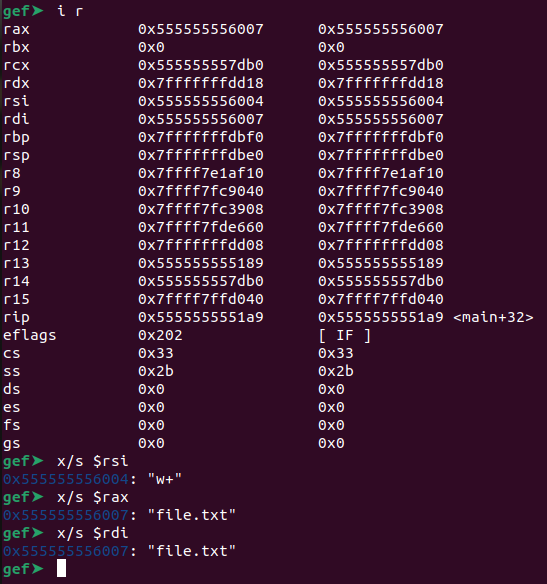 gef➤  i r
rax            0x555555556007      0x555555556007
rbx            0x0                 0x0
rcx            0x555555557db0      0x555555557db0
rdx            0x7fffffffdd18      0x7fffffffdd18
rsi            0x555555556004      0x555555556004
rdi            0x555555556007      0x555555556007
rbp            0x7fffffffdbf0      0x7fffffffdbf0
rsp            0x7fffffffdbe0      0x7fffffffdbe0
r8             0x7ffff7e1af10      0x7ffff7e1af10
r9             0x7ffff7fc9040      0x7ffff7fc9040
r10            0x7ffff7fc3908      0x7ffff7fc3908
r11            0x7ffff7fde660      0x7ffff7fde660
r12            0x7fffffffdd08      0x7fffffffdd08
r13            0x555555555189      0x555555555189
r14            0x555555557db0      0x555555557db0
r15            0x7ffff7ffd040      0x7ffff7ffd040
rip            0x5555555551a9      0x5555555551a9 <main+32>
eflags         0x202               [ IF ]
cs             0x33                0x33
ss             0x2b                0x2b
ds             0x0                 0x0
es             0x0                 0x0
fs             0x0                 0x0
gs             0x0                 0x0
gef➤  x/s $rsi
0x555555556004: "w+"
gef➤  x/s $rax
0x555555556007: "file.txt"
gef➤  x/s $rdi
0x555555556007: "file.txt"
gef➤